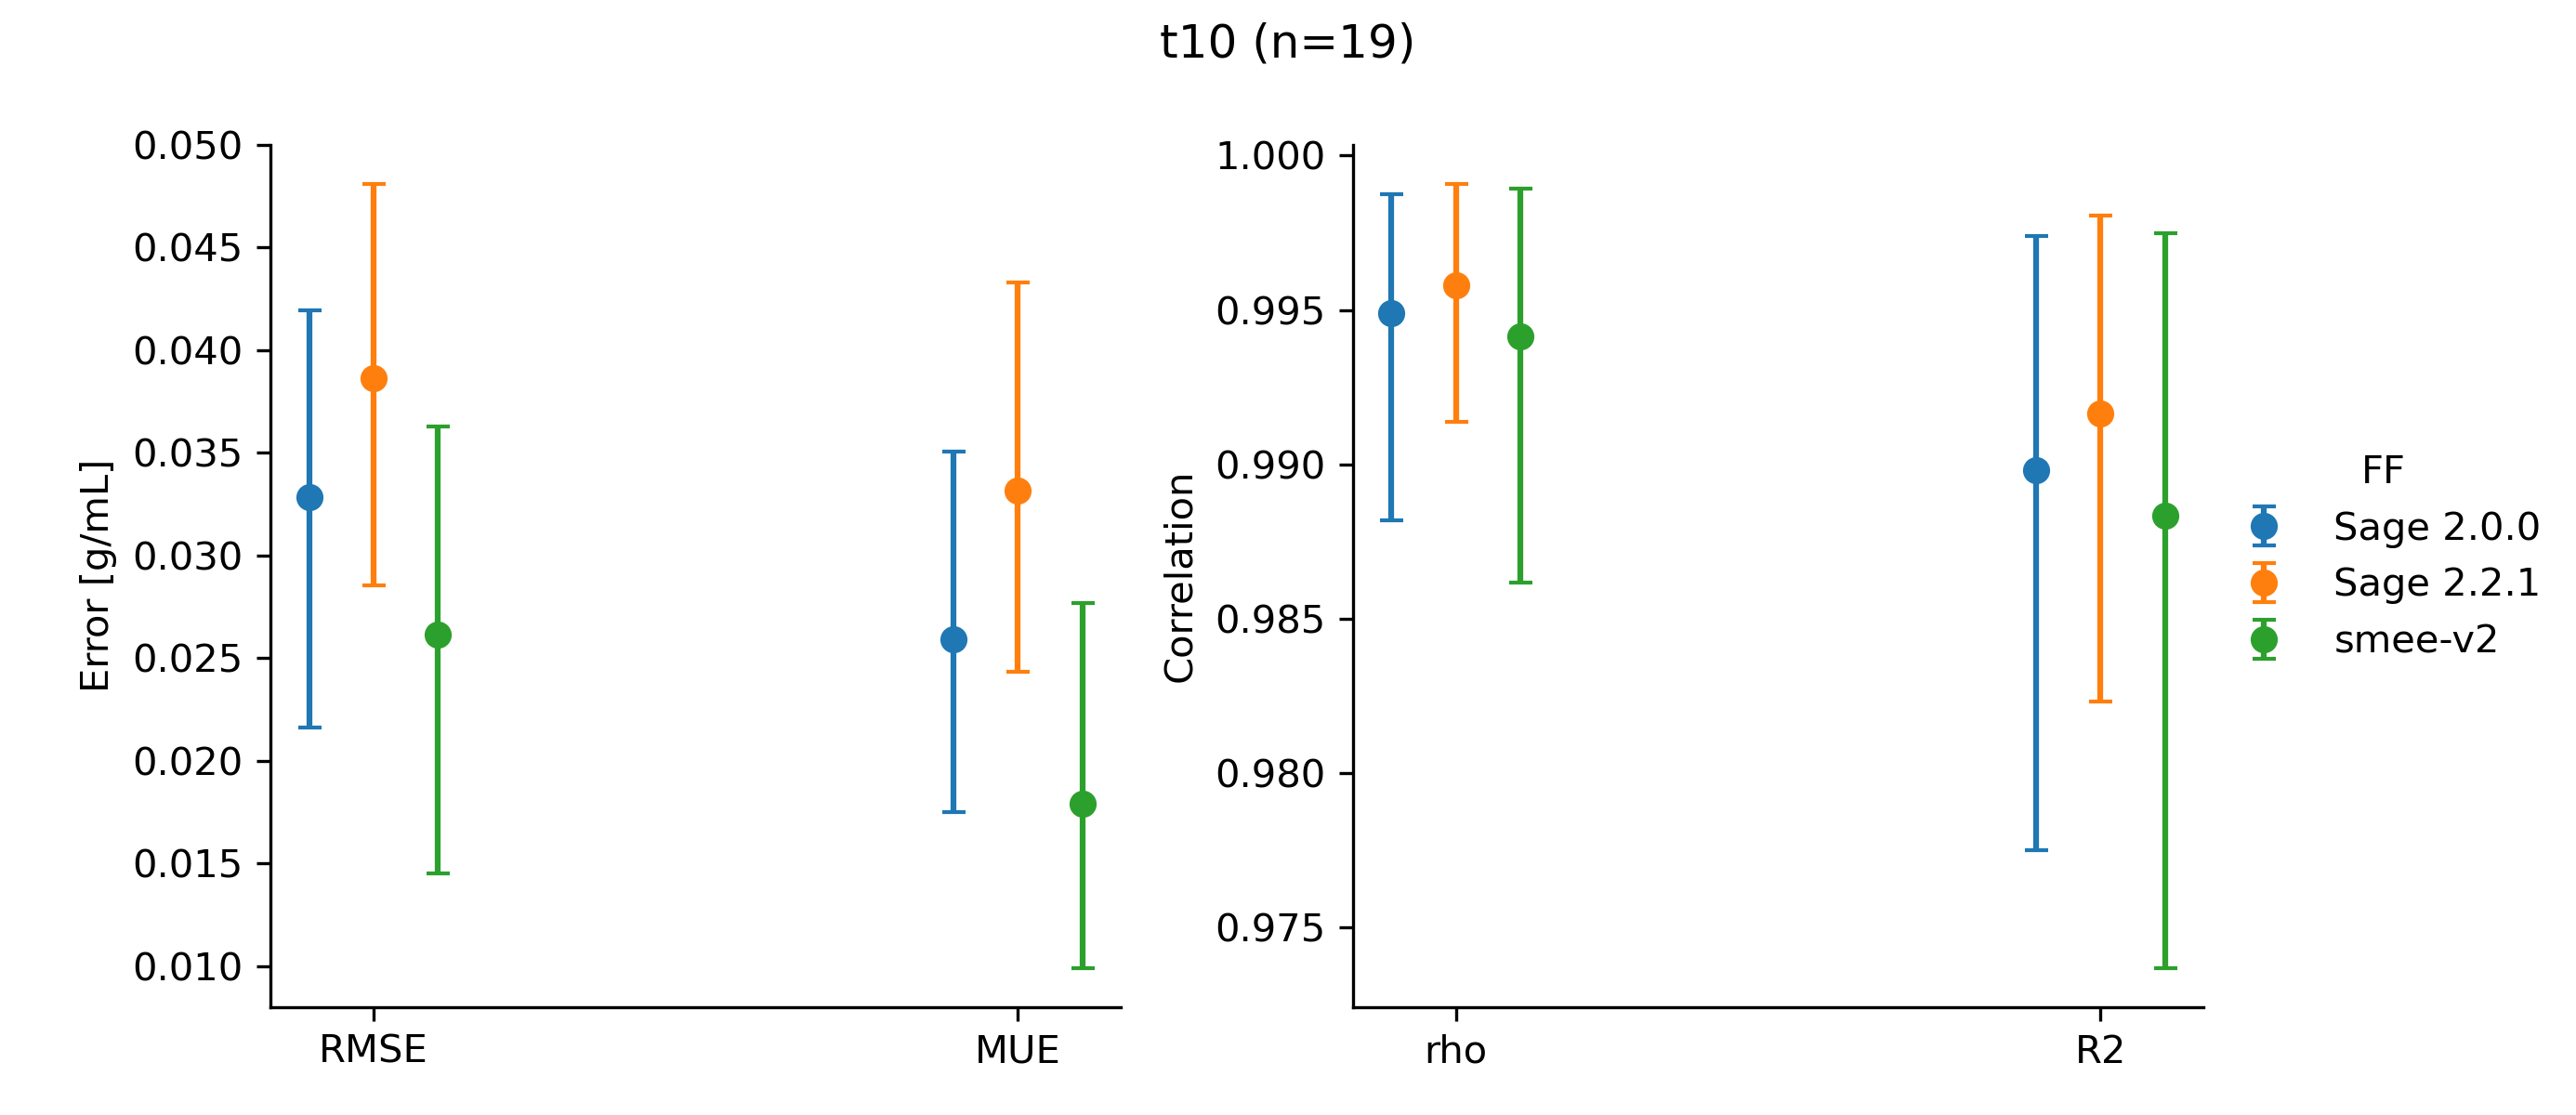 t10 (n=19)
Error [g/mL]
0.050
0.045
0.040
0.035
0.030
0.025
0.020
0.015
0.010
RMSE
MUE
Correlation
1.000
0.995
0.990
0.985
0.980
0.975
rho
R2
FF
Sage 2.0.0
Sage 2.2.1
smee-v2